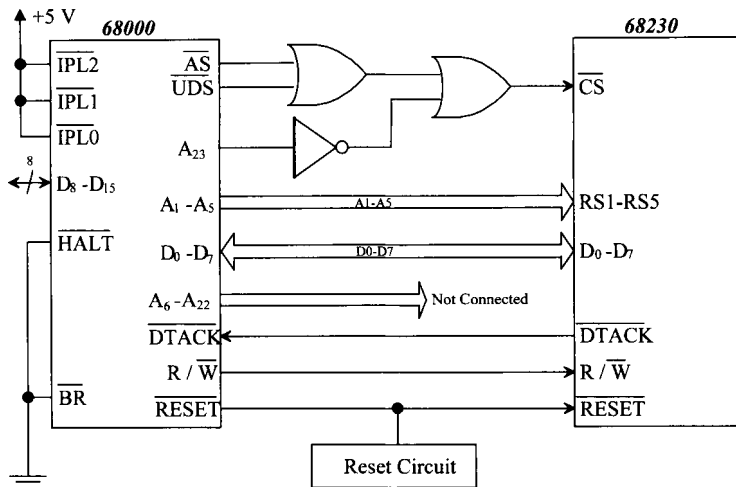 +5 V
68000
68230
IPL2
IPL1
IPL0
8
D8-D15
HALT
BR
AS
UDS
A23
A1-A5
D0-D7
A6-A22
DTACK
R / W
RESET
A1-A5
D0-D7
Not Connected
CS
RS1-RS5
D0-D7
DTACK
R / W
RESET
Reset Circuit